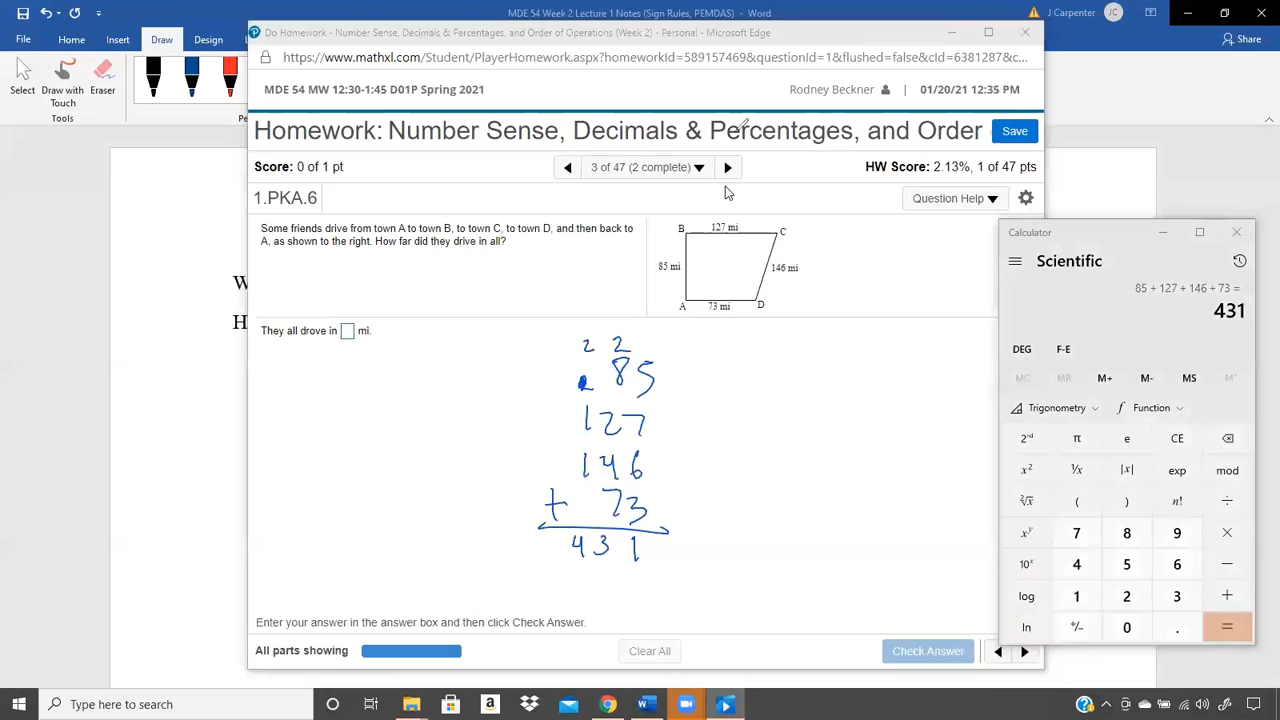 MDE 54 Week 2 Lecture 1 Notes (Sign Rules, PEMDAS) - Word
J Carpenter
JC
File
Home
Insert
Draw
Design
Share
Select
Draw with
Touch
Eraser
Tools
Do Homework - Number Sense, Decimals & Percentages, and Order of Operations (Week 2) - Personal - Microsoft Edge
https://www.mathxl.com/Student/PlayerHomework.aspx?homeworkId=589157469&questionId=1&flushed=false&cId=6381287&c...
MDE 54 MW 12:30-1:45 D01P Spring 2021
Rodney Beckner | 01/20/21 12:35 PM
Homework: Number Sense, Decimals & Percentages, and Order
Save
Score: 0 of 1 pt
3 of 47 (2 complete)
HW Score: 2.13%, 1 of 47 pts
1.PKA.6
Question Help
Some friends drive from town A to town B, to town C, to town D, and then back to
A, as shown to the right. How far did they drive in all?
B 127 mi C
85 mi
146 mi
A 73 mi D
They all drove in mi.
2 2
85
127
146
+ 73
431
W
H
Enter your answer in the answer box and then click Check Answer.
All parts showing
Clear All
Check Answer
Calculator
Scientific
85 + 127 + 146 + 73 =
431
DEG F-E
MC MR M+ M- MS M˅
Trigonometry Function
2ⁿᵈ π e CE
x² ¹/x |x| exp mod
²√x ( ) n! ÷
xʸ 7 8 9 ×
10ˣ 4 5 6 −
log 1 2 3 +
ln +/− 0 . =
Type here to search